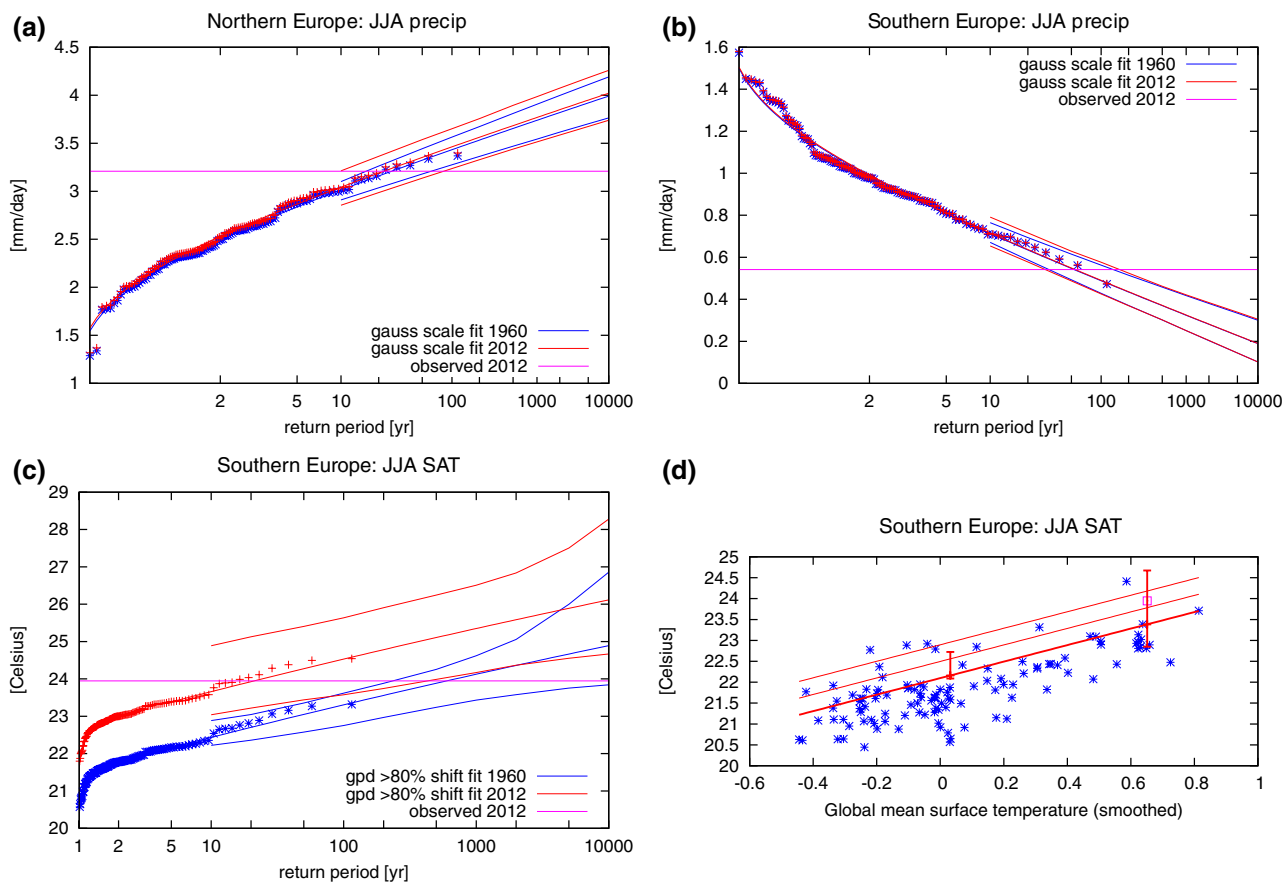 (a)
Northern Europe: JJA precip
4.5
4
3.5
3
2.5
2
1.5
1
[mm/day]
gauss scale fit 1960
gauss scale fit 2012
observed 2012
2 5 10 100 1000 10000
return period [yr]
(b)
Southern Europe: JJA precip
1.6
1.4
1.2
1
0.8
0.6
0.4
0.2
0
[mm/day]
gauss scale fit 1960
gauss scale fit 2012
observed 2012
2 5 10 100 1000 10000
return period [yr]
(c)
Southern Europe: JJA SAT
29
28
27
26
25
24
23
22
21
20
[Celsius]
gpd >80% shift fit 1960
gpd >80% shift fit 2012
observed 2012
1 2 5 10 100 1000 10000
return period [yr]
(d)
Southern Europe: JJA SAT
25
24.5
24
23.5
23
22.5
22
21.5
21
20.5
20
[Celsius]
-0.6 -0.4 -0.2 0 0.2 0.4 0.6 0.8 1
Global mean surface temperature (smoothed)